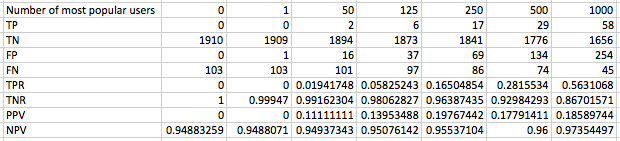 Number of most popular users 0 1 50 125 250 500 1000
TP 0 0 2 6 17 29 58
TN 1910 1909 1894 1873 1841 1776 1656
FP 0 1 16 37 69 134 254
FN 103 103 101 97 86 74 45
TPR 0 0 0.01941748 0.05825243 0.16504854 0.2815534 0.5631068
TNR 1 0.99947 0.99162304 0.98062827 0.96387435 0.92984293 0.86701571
PPV 0 0 0.11111111 0.13953488 0.19767442 0.17791411 0.18589744
NPV 0.94883259 0.9488071 0.94937343 0.95076142 0.95537104 0.96 0.97354497